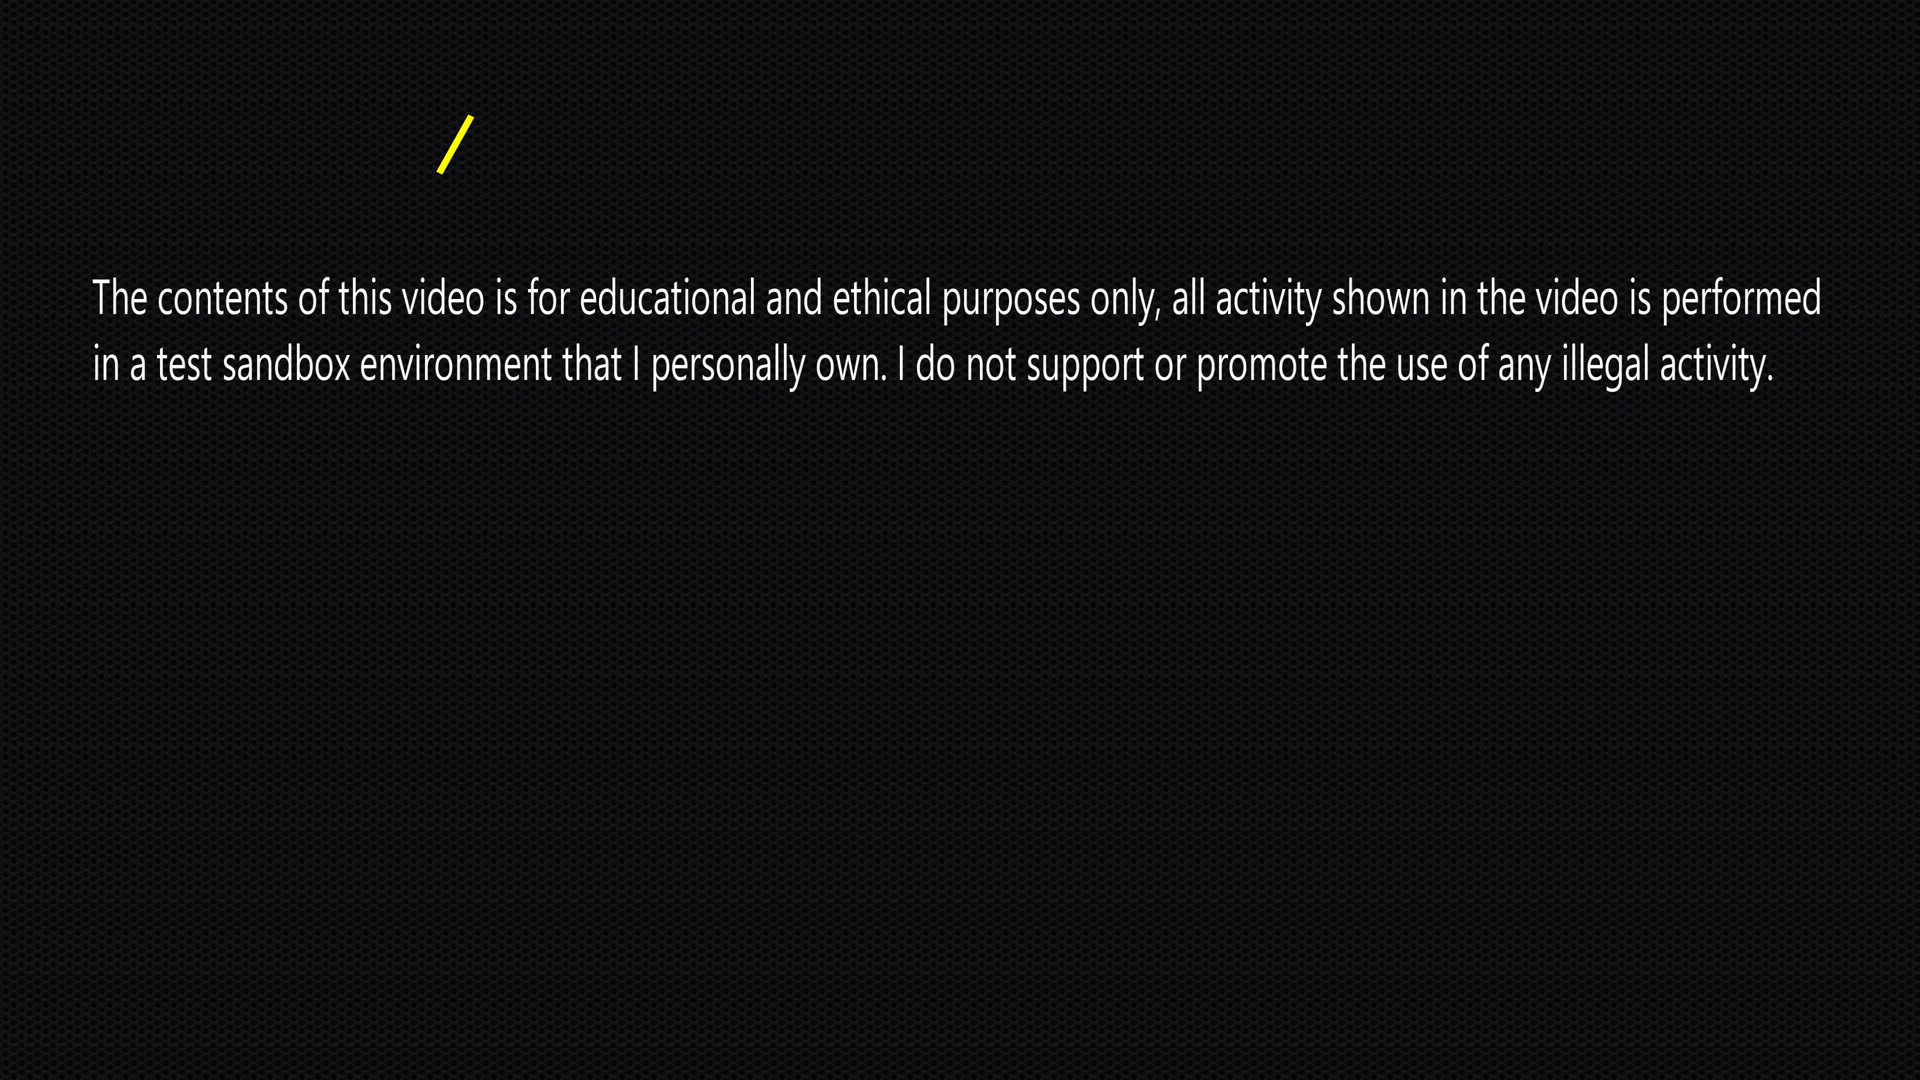 The contents of this video is for educational and ethical purposes only, all activity shown in the video is performed
in a test sandbox environment that I personally own. I do not support or promote the use of any illegal activity.